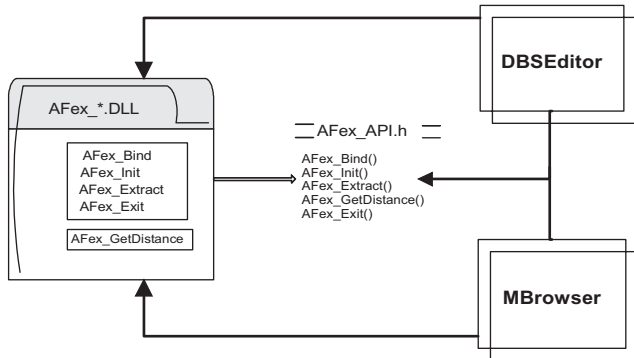 DBSEditor
AFex_*.DLL
AFex_Bind
AFex_Init
AFex_Extract
AFex_Exit
AFex_GetDistance
AFex_API.h
AFex_Bind()
AFex_Init()
AFex_Extract()
AFex_GetDistance()
AFex_Exit()
MBrowser